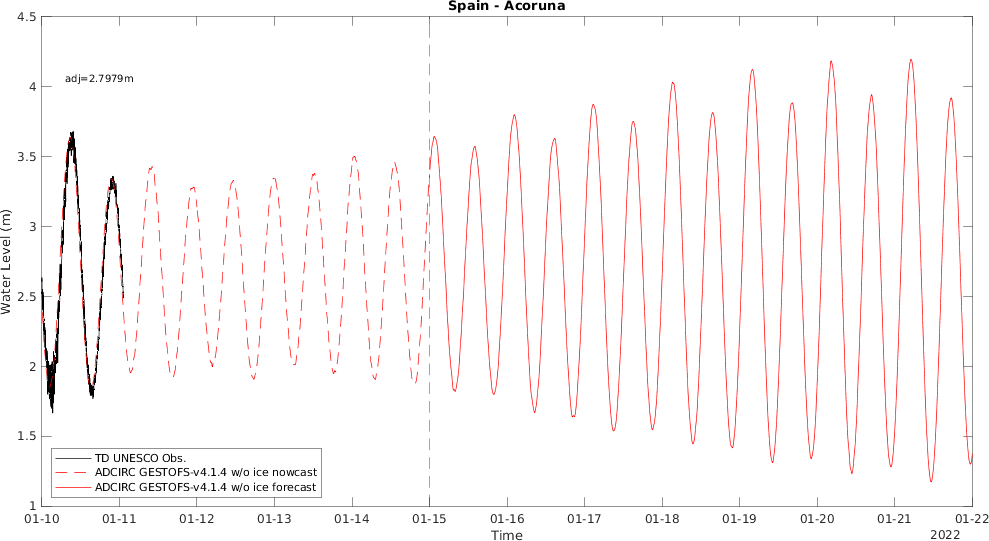 Spain - Acoruna
adj=2.7979m
4.5
4
3.5
3
2.5
2
1.5
1
Water Level (m)
TD UNESCO Obs.
ADCIRC GESTOFS-v4.1.4 w/o ice nowcast
ADCIRC GESTOFS-v4.1.4 w/o ice forecast
01-10 01-11 01-12 01-13 01-14 01-15 01-16 01-17 01-18 01-19 01-20 01-21 01-22
Time
2022